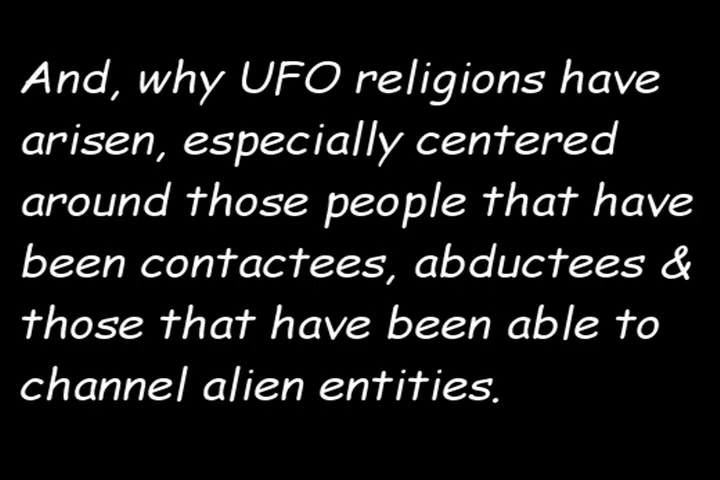 And, why UFO religions have
arisen, especially centered
around those people that have
been contactees, abductees &
those that have been able to
channel alien entities.